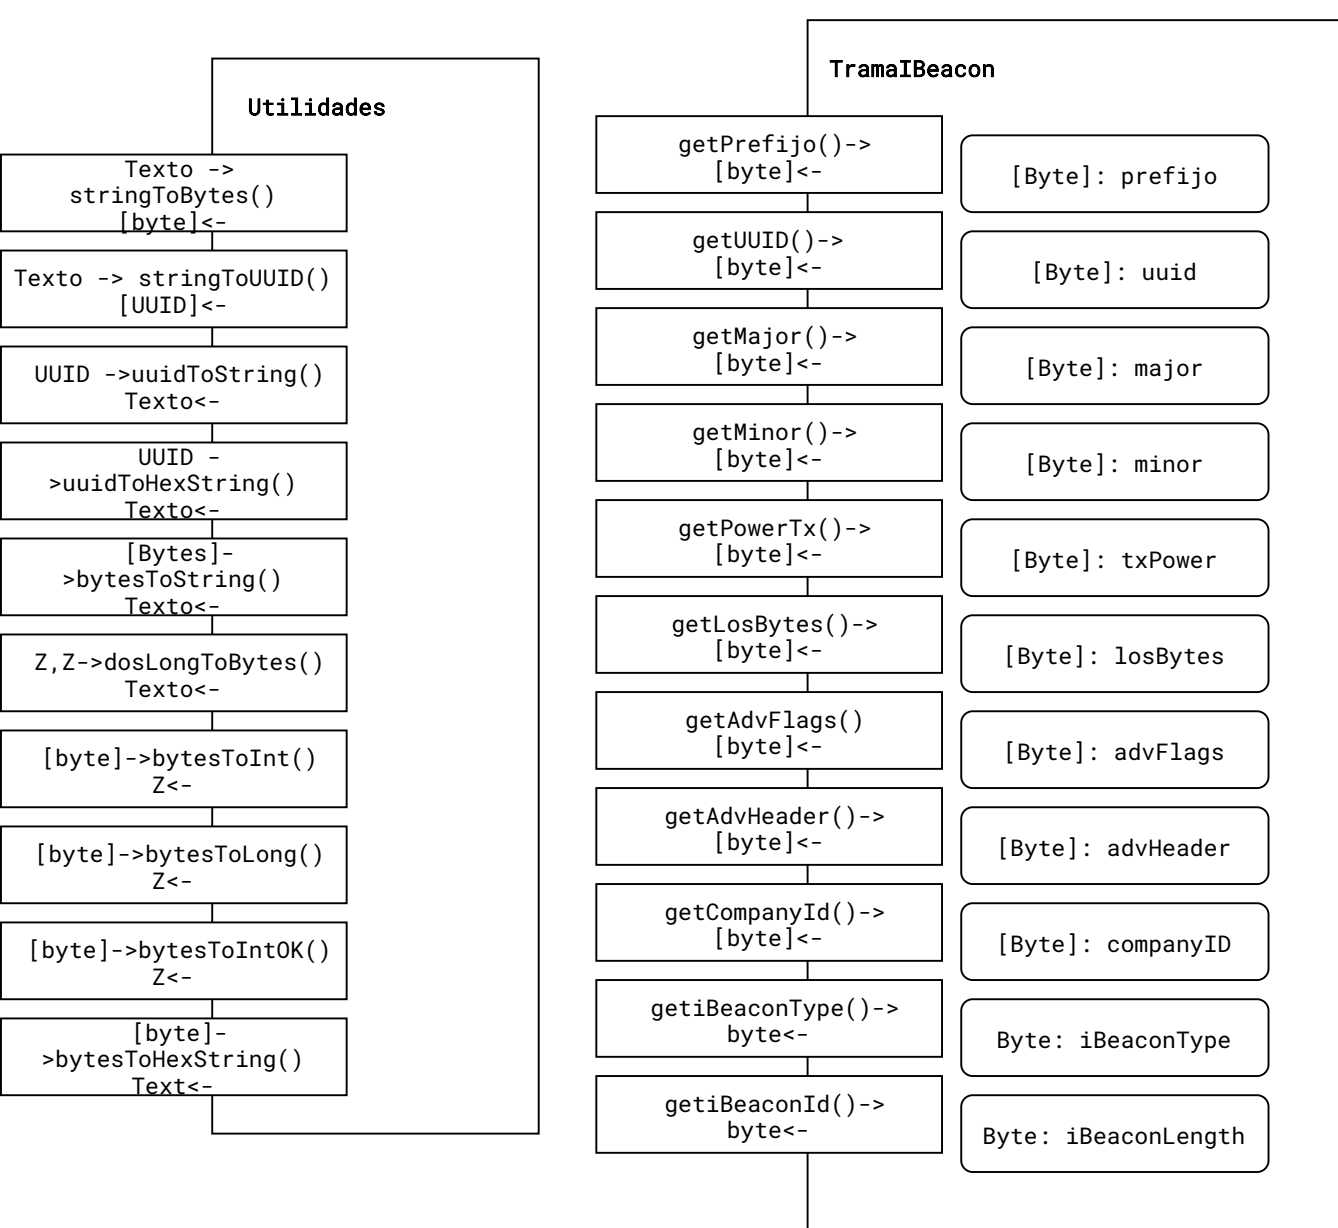 Utilidades
Texto ->
stringToBytes()
[byte]<-
Texto -> stringToUUID()
[UUID]<-
UUID ->uuidToString()
Texto<-
UUID -
>uuidToHexString()
Texto<-
[Bytes]-
>bytesToString()
Texto<-
Z,Z->dosLongToBytes()
Texto<-
[byte]->bytesToInt()
Z<-
[byte]->bytesToLong()
Z<-
[byte]->bytesToIntOK()
Z<-
[byte]-
>bytesToHexString()
Text<-
TramaIBeacon
getPrefijo()->
[byte]<-
[Byte]: prefijo
getUUID()->
[byte]<-
[Byte]: uuid
getMajor()->
[byte]<-
[Byte]: major
getMinor()->
[byte]<-
[Byte]: minor
getPowerTx()->
[byte]<-
[Byte]: txPower
getLosBytes()->
[byte]<-
[Byte]: losBytes
getAdvFlags()
[byte]<-
[Byte]: advFlags
getAdvHeader()->
[byte]<-
[Byte]: advHeader
getCompanyId()->
[byte]<-
[Byte]: companyID
getiBeaconType()->
byte<-
Byte: iBeaconType
getiBeaconId()->
byte<-
Byte: iBeaconLength